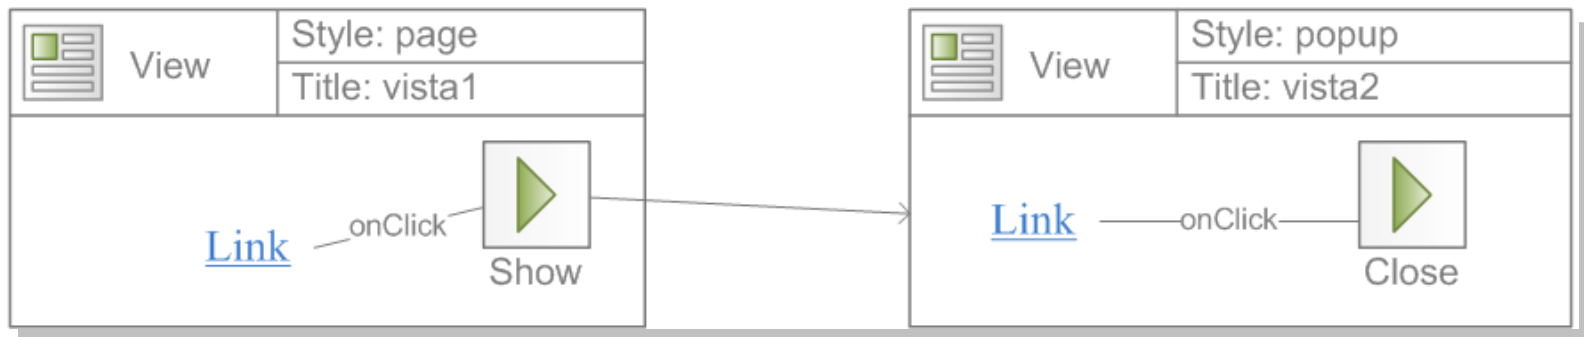 View
Style: page
Title: vista1
Link
onClick
Show
View
Style: popup
Title: vista2
Link
onClick
Close